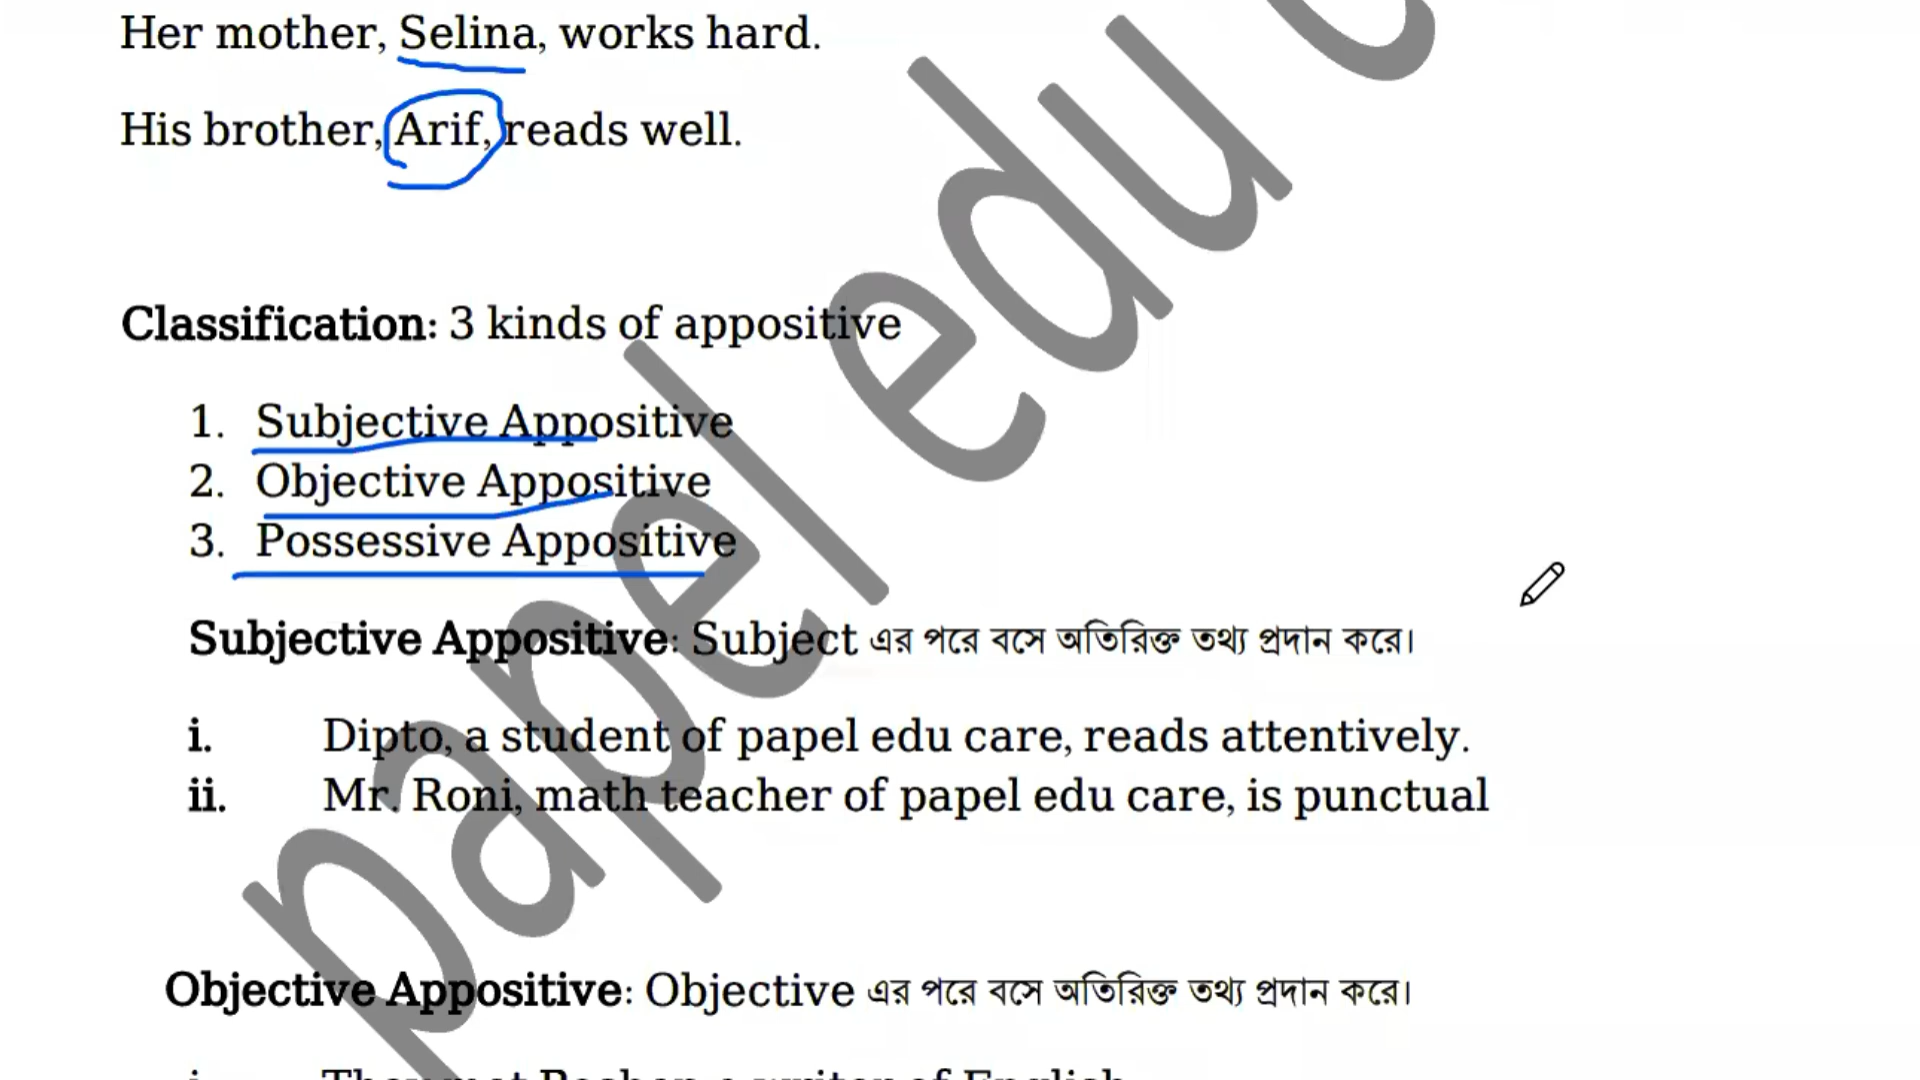 Her mother, Selina, works hard.
His brother, Arif, reads well.
Classification: 3 kinds of appositive
1. Subjective Appositive
2. Objective Appositive
3. Possessive Appositive
Subjective Appositive: Subject এর পরে বসে অতিরিক্ত তথ্য প্রদান করে।
i. Dipto, a student of papel edu care, reads attentively.
ii. Mr. Roni, math teacher of papel edu care, is punctual
Objective Appositive: Objective এর পরে বসে অতিরিক্ত তথ্য প্রদান করে।
a writer of English
papel edu